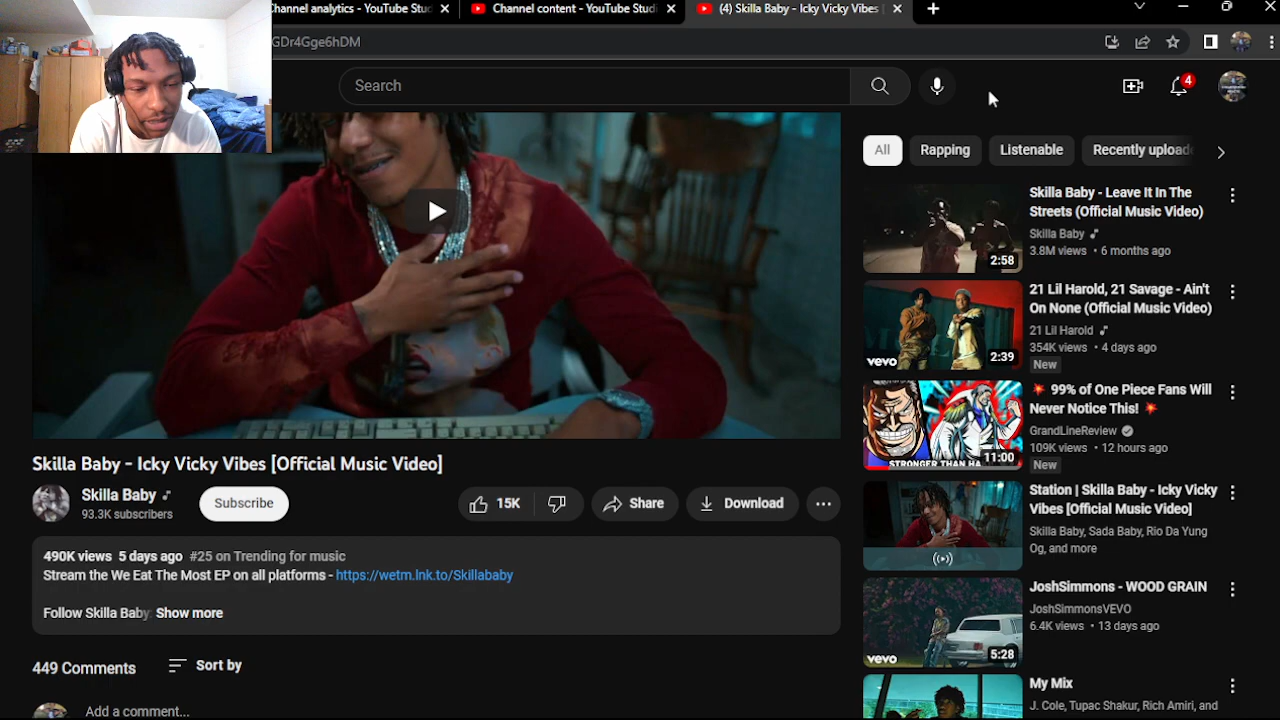 Channel analytics - YouTube Stud
Channel content - YouTube Studi
(4) Skilla Baby - Icky Vicky Vibes [
GDr4Gge6hDM
Search
4
All
Rapping
Listenable
Recently upload
Skilla Baby - Leave It In The
Streets (Official Music Video)
Skilla Baby
3.8M views • 6 months ago
2:58
21 Lil Harold, 21 Savage - Ain't
On None (Official Music Video)
21 Lil Harold
354K views • 4 days ago
New
vevo
2:39
💥 99% of One Piece Fans Will
Never Notice This! 💥
GrandLineReview
109K views • 12 hours ago
New
STRONGER THAN HA
11:00
Station | Skilla Baby - Icky Vicky
Vibes [Official Music Video]
Skilla Baby, Sada Baby, Rio Da Yung
Og, and more
JoshSimmons - WOOD GRAIN
JoshSimmonsVEVO
6.4K views • 13 days ago
vevo
5:28
My Mix
J. Cole, Tupac Shakur, Rich Amiri, and
Skilla Baby - Icky Vicky Vibes [Official Music Video]
Skilla Baby
93.3K subscribers
Subscribe
15K
Share
Download
490K views 5 days ago #25 on Trending for music
Stream the We Eat The Most EP on all platforms - https://wetm.lnk.to/Skillababy
Follow Skilla Baby: Show more
449 Comments
Sort by
Add a comment...